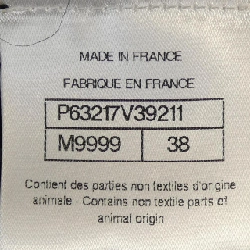 MADE IN FRANCE
FABRIQUE EN FRANCE
P63217V39211
M9999 38
Contient des parties non textiles d'origine
animale - Contains non textile parts of
animal origin